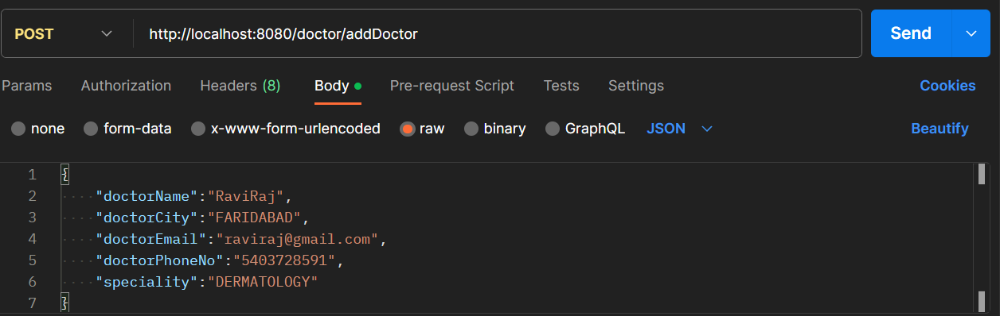 POST http://localhost:8080/doctor/addDoctor Send
Params Authorization Headers (8) Body Pre-request Script Tests Settings Cookies
none form-data x-www-form-urlencoded raw binary GraphQL JSON Beautify
1 {
2 "doctorName":"RaviRaj",
3 "doctorCity":"FARIDABAD",
4 "doctorEmail":"raviraj@gmail.com",
5 "doctorPhoneNo":"5403728591",
6 "speciality":"DERMATOLOGY"
7 }